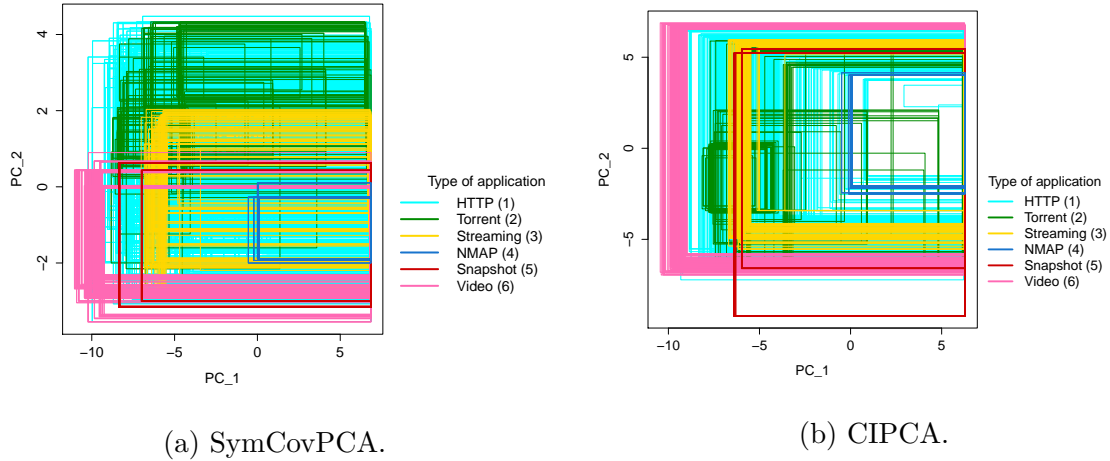 4
2
0
−2
PC_2
−10
−5
0
5
PC_1
Type of application
HTTP (1)
Torrent (2)
Streaming (3)
NMAP (4)
Snapshot (5)
Video (6)
(a) SymCovPCA.
5
0
−5
PC_2
−10
−5
0
5
PC_1
Type of application
HTTP (1)
Torrent (2)
Streaming (3)
NMAP (4)
Snapshot (5)
Video (6)
(b) CIPCA.